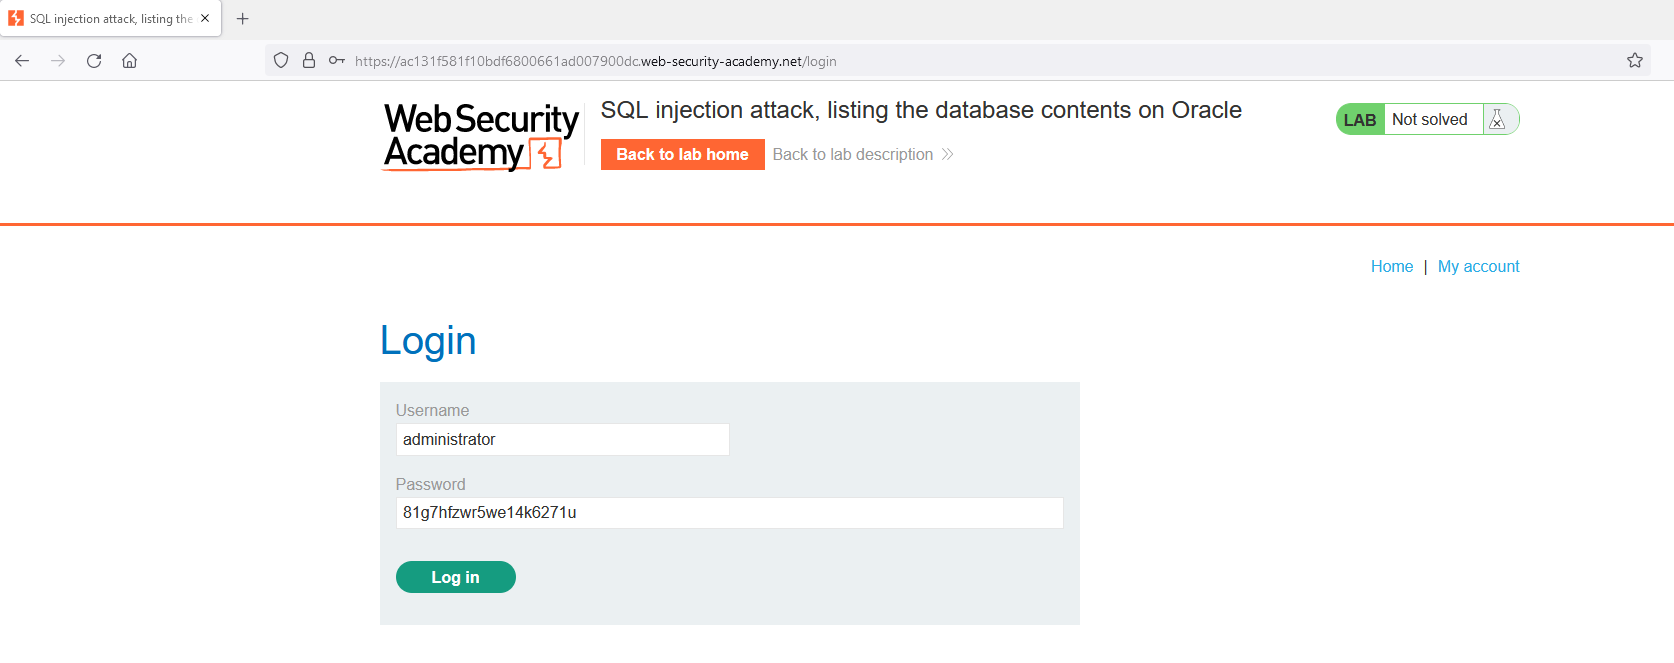 SQL injection attack, listing the
https://ac131f581f10bdf6800661ad007900dc.web-security-academy.net/login
Web Security
Academy
SQL injection attack, listing the database contents on Oracle
Back to lab home
Back to lab description
LAB
Not solved
Home | My account
Login
Username
administrator
Password
81g7hfzwr5we14k6271u
Log in